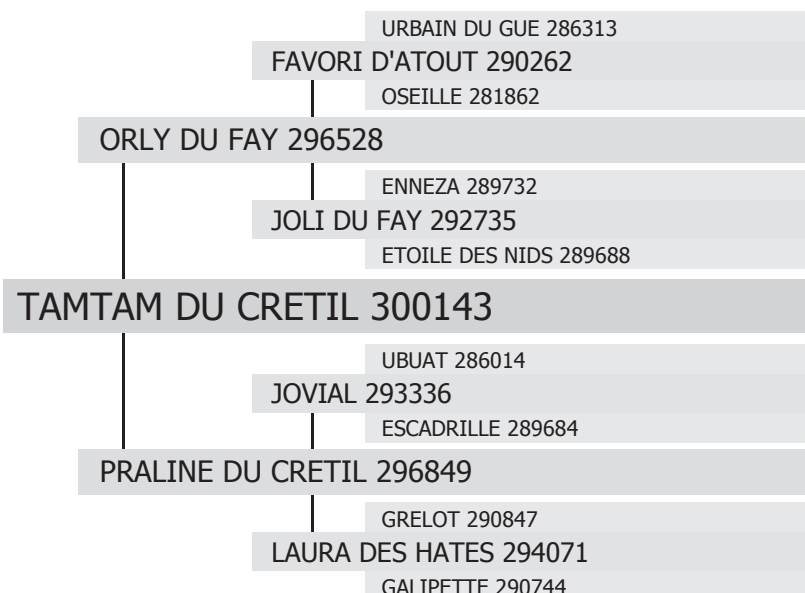 URBAIN DU GUE 286313
FAVORI D'ATOUT 290262
OSEILLE 281862
ORLY DU FAY 296528
ENNEZA 289732
JOLI DU FAY 292735
ETOILE DES NIDS 289688
TAMTAM DU CRETIL 300143
UBUAT 286014
JOVIAL 293336
ESCADRILLE 289684
PRALINE DU CRETIL 296849
GRELOT 290847
LAURA DES HATES 294071
GALIPETTE 290744